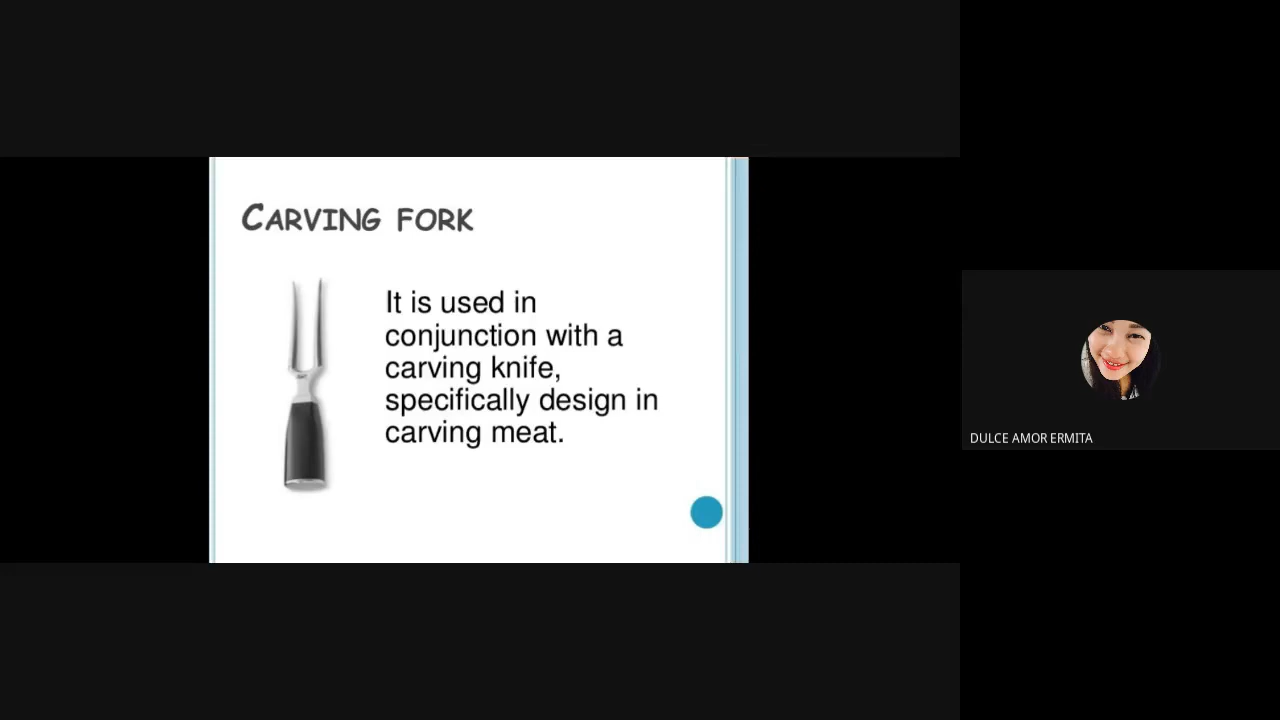 CARVING FORK
It is used in
conjunction with a
carving knife,
specifically design in
carving meat.
DULCE AMOR ERMITA